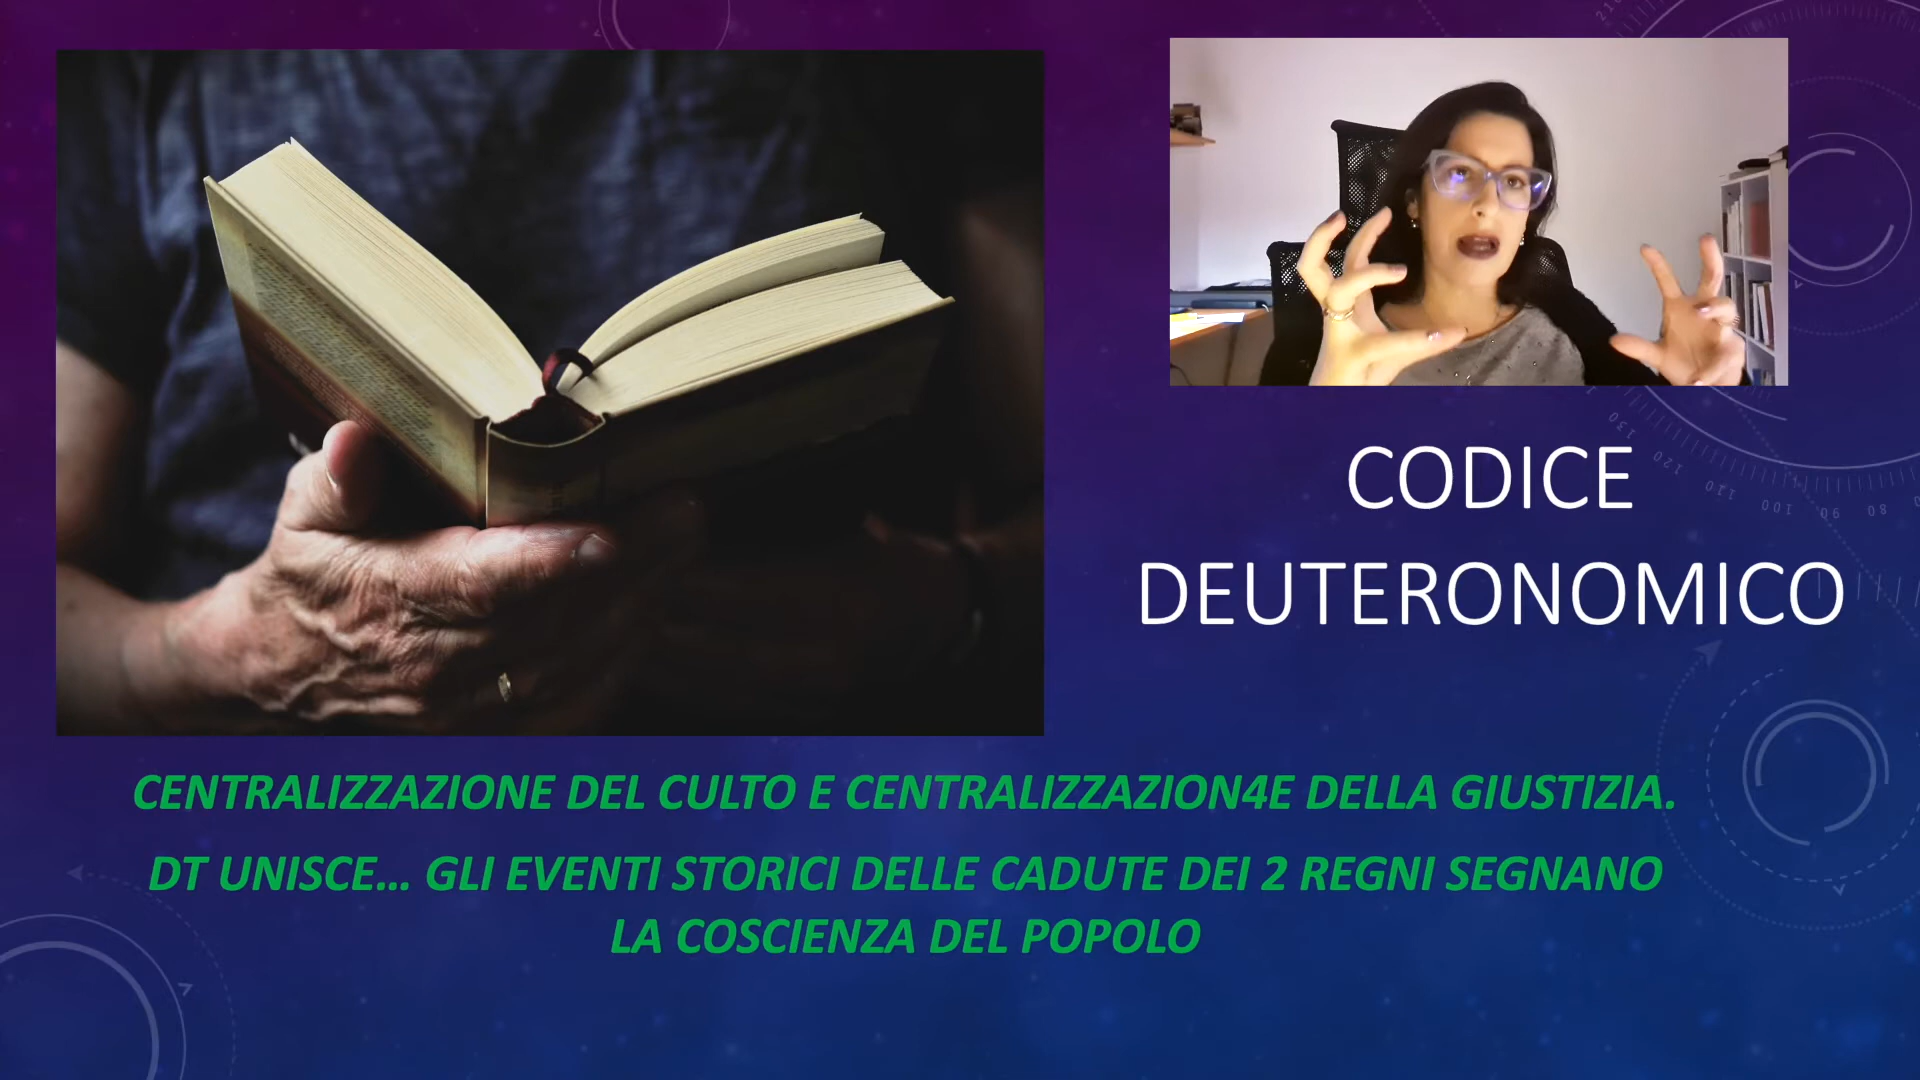 CODICE
DEUTERONOMICO
CENTRALIZZAZIONE DEL CULTO E CENTRALIZZAZION4E DELLA GIUSTIZIA.
DT UNISCE... GLI EVENTI STORICI DELLE CADUTE DEI 2 REGNI SEGNANO
LA COSCIENZA DEL POPOLO